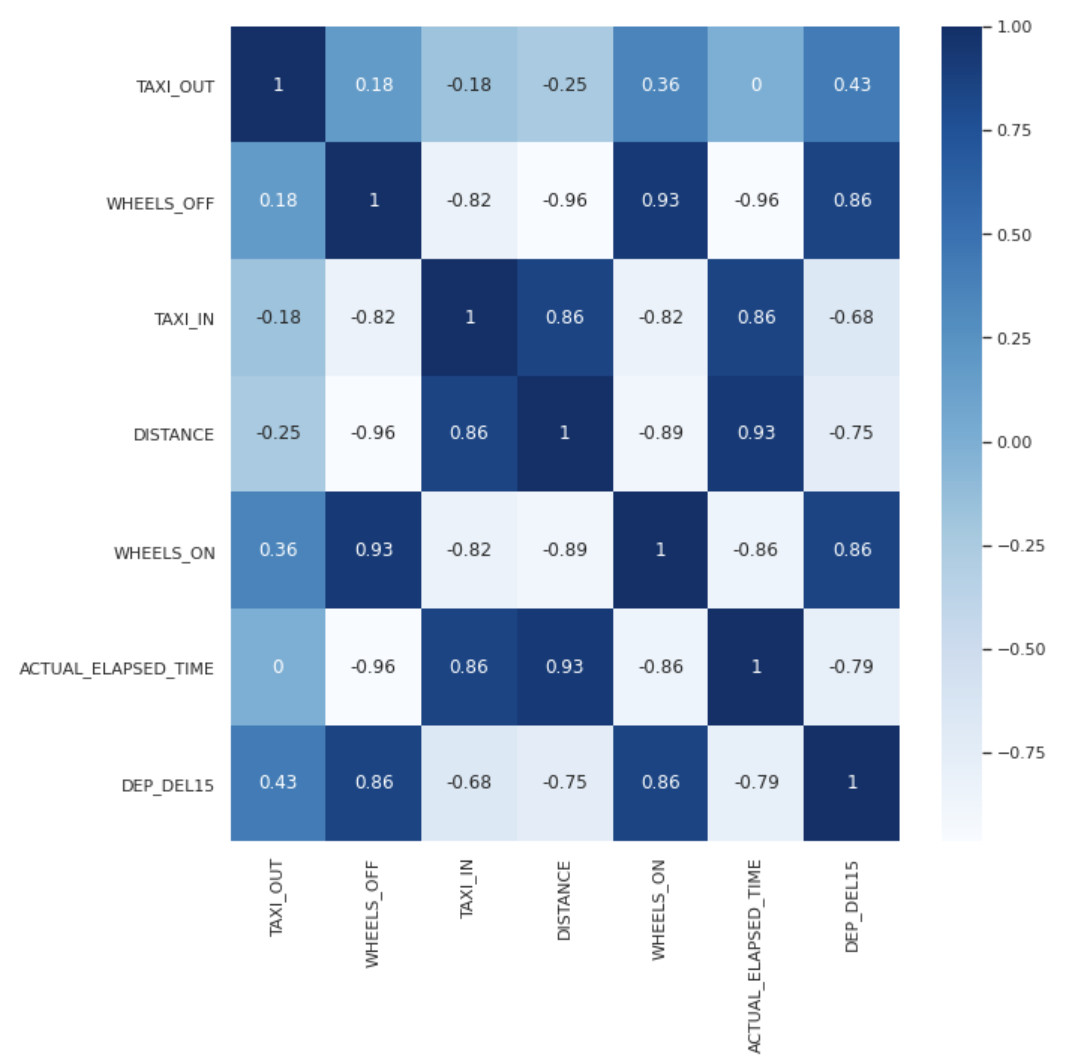 TAXI_OUT 1 0.18 -0.18 -0.25 0.36 0 0.43
WHEELS_OFF 0.18 1 -0.82 -0.96 0.93 -0.96 0.86
TAXI_IN -0.18 -0.82 1 0.86 -0.82 0.86 -0.68
DISTANCE -0.25 -0.96 0.86 1 -0.89 0.93 -0.75
WHEELS_ON 0.36 0.93 -0.82 -0.89 1 -0.86 0.86
ACTUAL_ELAPSED_TIME 0 -0.96 0.86 0.93 -0.86 1 -0.79
DEP_DEL15 0.43 0.86 -0.68 -0.75 0.86 -0.79 1
TAXI_OUT
WHEELS_OFF
TAXI_IN
DISTANCE
WHEELS_ON
ACTUAL_ELAPSED_TIME
DEP_DEL15
1.00
0.75
0.50
0.25
0.00
−0.25
−0.50
−0.75